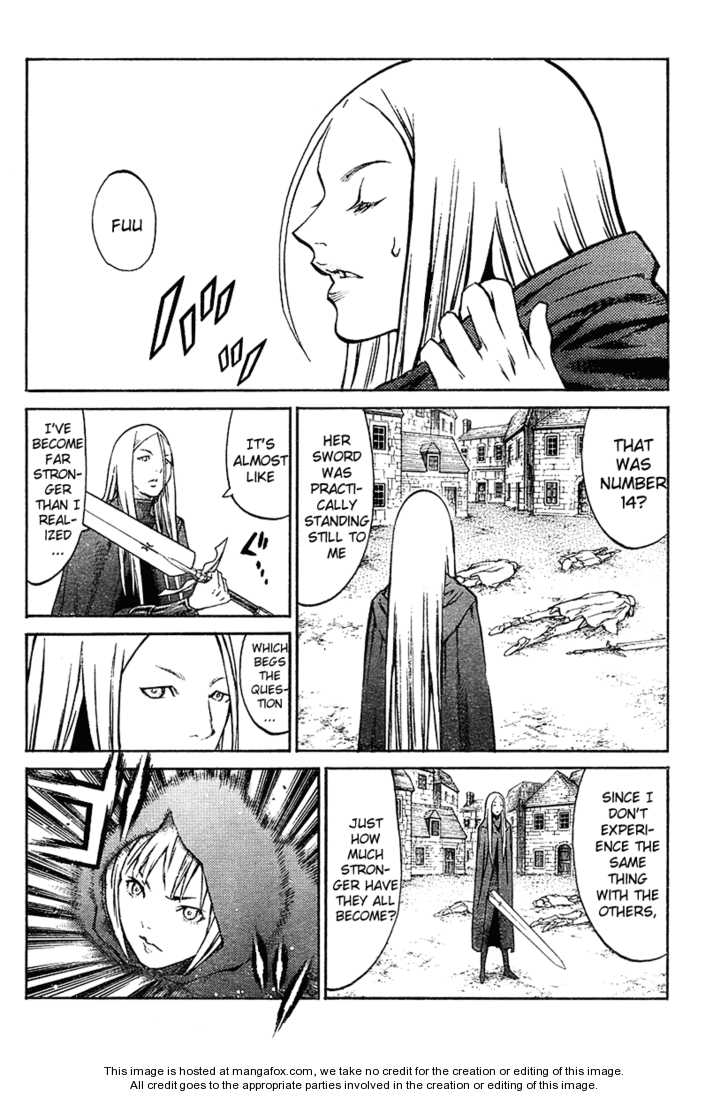 FUU
THAT
WAS
NUMBER
14?
HER
SWORD
WAS
PRACTI-
CALLY
STANDING
STILL TO
ME
IT'S
ALMOST
LIKE
I'VE
BECOME
FAR
STRON-
GER
THAN I
REAL-
IZED
...
WHICH
BEGS
THE
QUES-
TION
...
SINCE I
DON'T
EXPERI-
ENCE THE
SAME
THING
WITH THE
OTHERS,
JUST
HOW
MUCH
STRON-
GER HAVE
THEY ALL
BECOME?
This image is hosted at mangafox.com, we take no credit for the creation or editing of this image.
All credit goes to the appropriate parties involved in the creation or editing of this image.